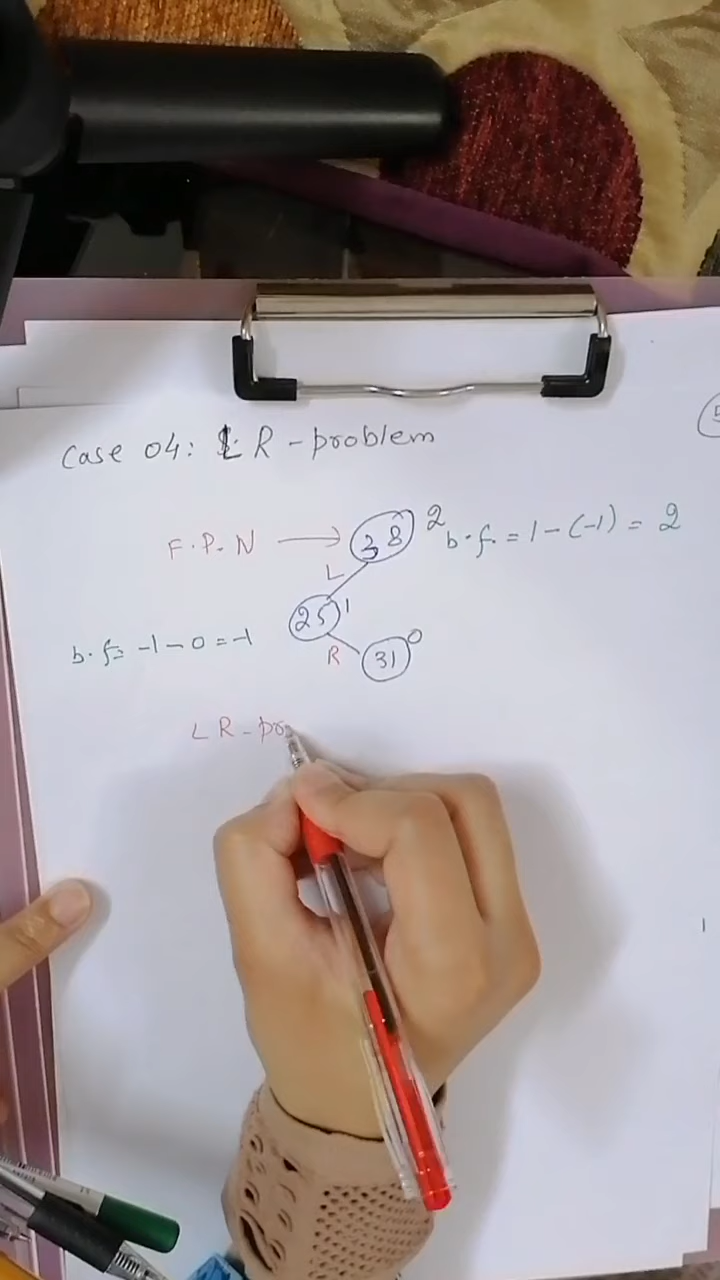 Case 04: LR-problem
F.P.N → 38 2 b.f. = 1-(-1) = 2
L
25 1
b.f= -1-0=-1
R 31 0
LR-pro